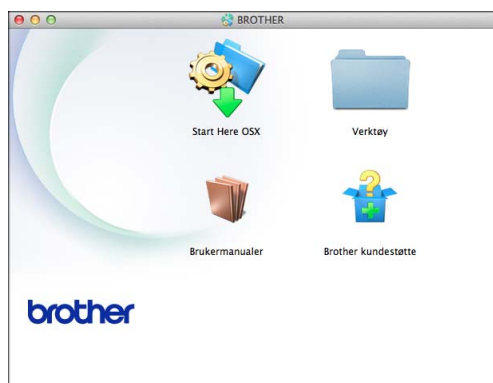 BROTHER
Start Here OSX
Verktøy
Brukermanualer
Brother kundestøtte
brother